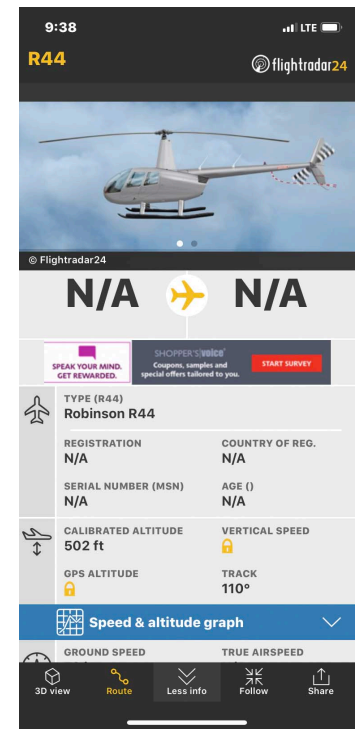 9:38
LTE
R44
flightradar24
© Flightradar24
N/A
N/A
SPEAK YOUR MIND.
GET REWARDED.
SHOPPER'S voice
Coupons, samples and
special offers tailored to you.
START SURVEY
TYPE (R44)
Robinson R44
REGISTRATION
COUNTRY OF REG.
N/A
N/A
SERIAL NUMBER (MSN)
AGE ()
N/A
N/A
CALIBRATED ALTITUDE
VERTICAL SPEED
502 ft
GPS ALTITUDE
TRACK
110°
Speed & altitude graph
GROUND SPEED
TRUE AIRSPEED
3D view
Route
Less info
Follow
Share